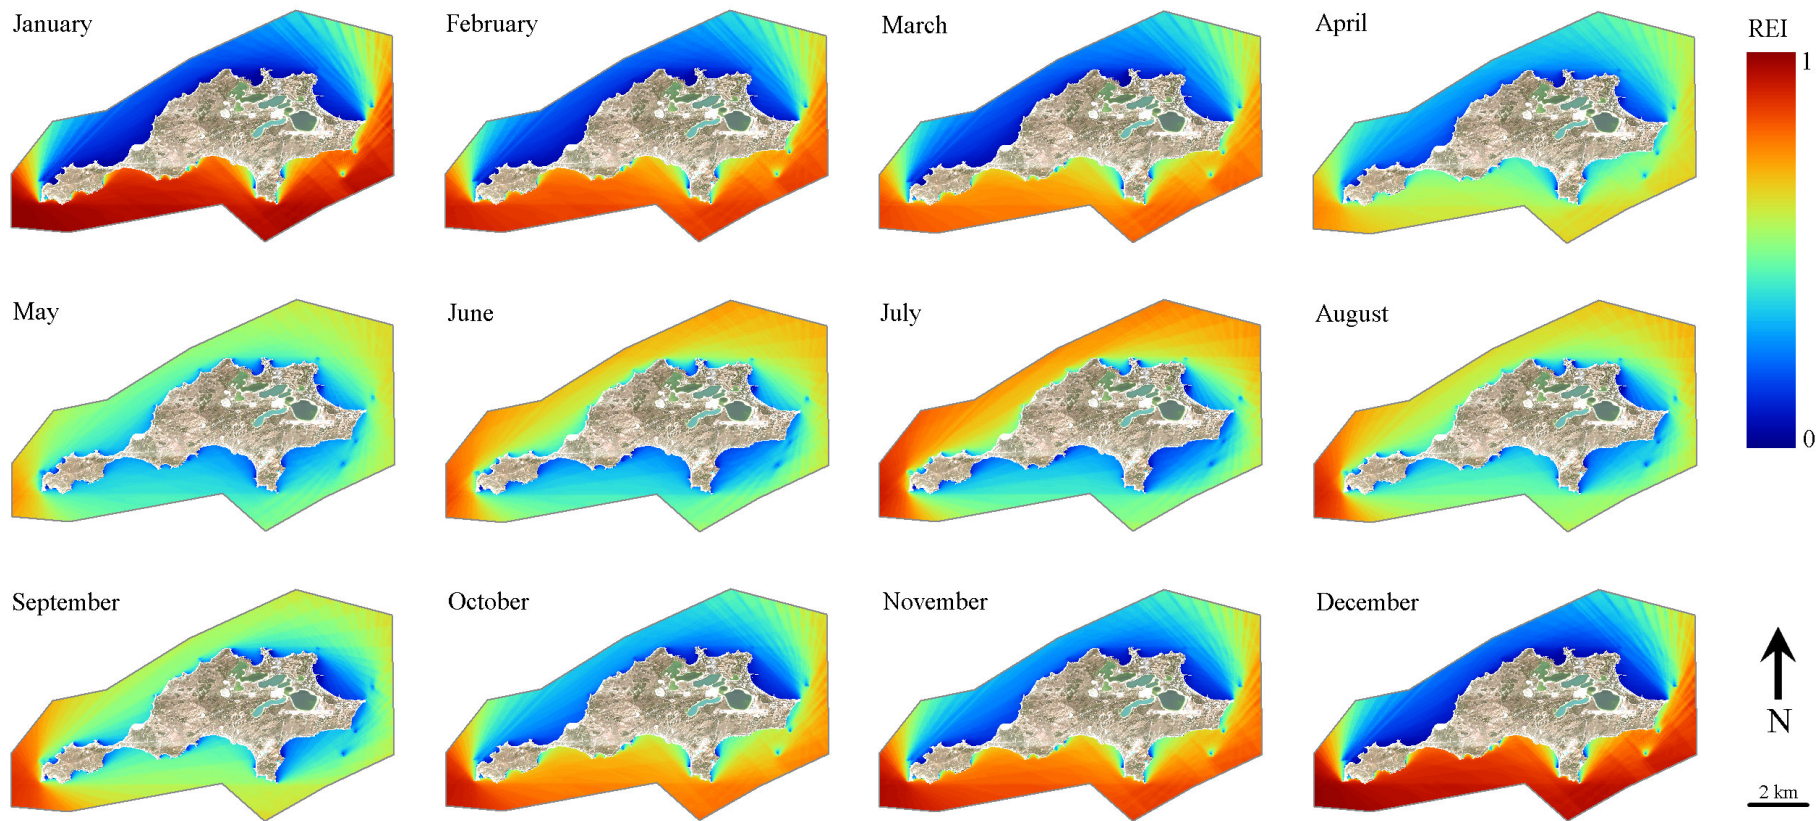 January
February
March
April
REI
1
May
June
July
August
0
September
October
November
December
N
2 km